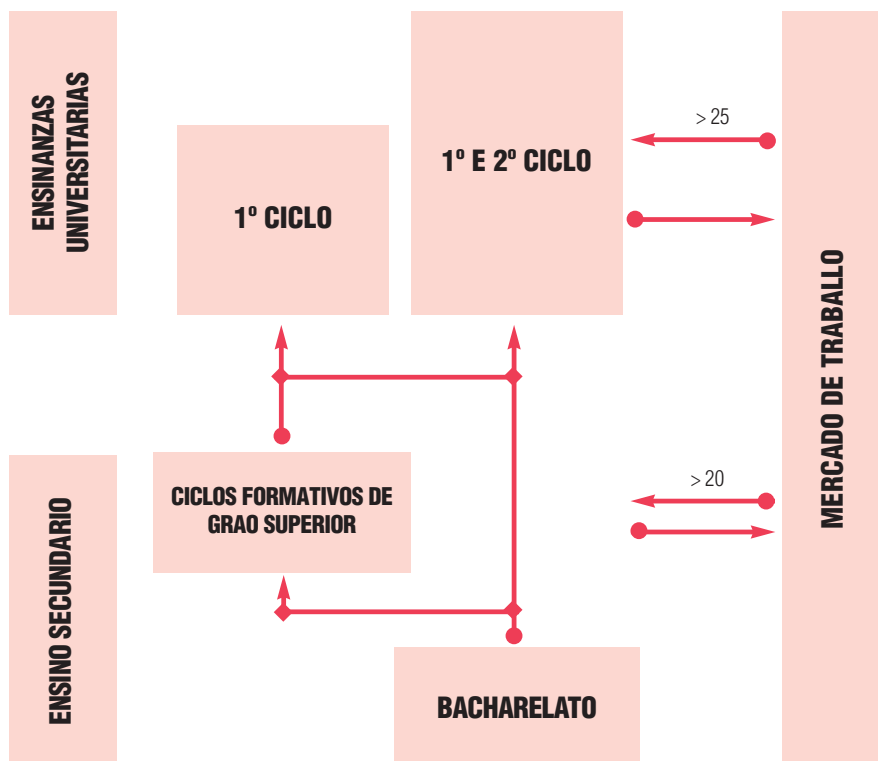 ENSINANZAS
UNIVERSITARIAS
1º CICLO
1º E 2º CICLO
> 25
MERCADO DE TRABALLO
ENSINO SECUNDARIO
CICLOS FORMATIVOS DE
GRAO SUPERIOR
> 20
BACHARELATO